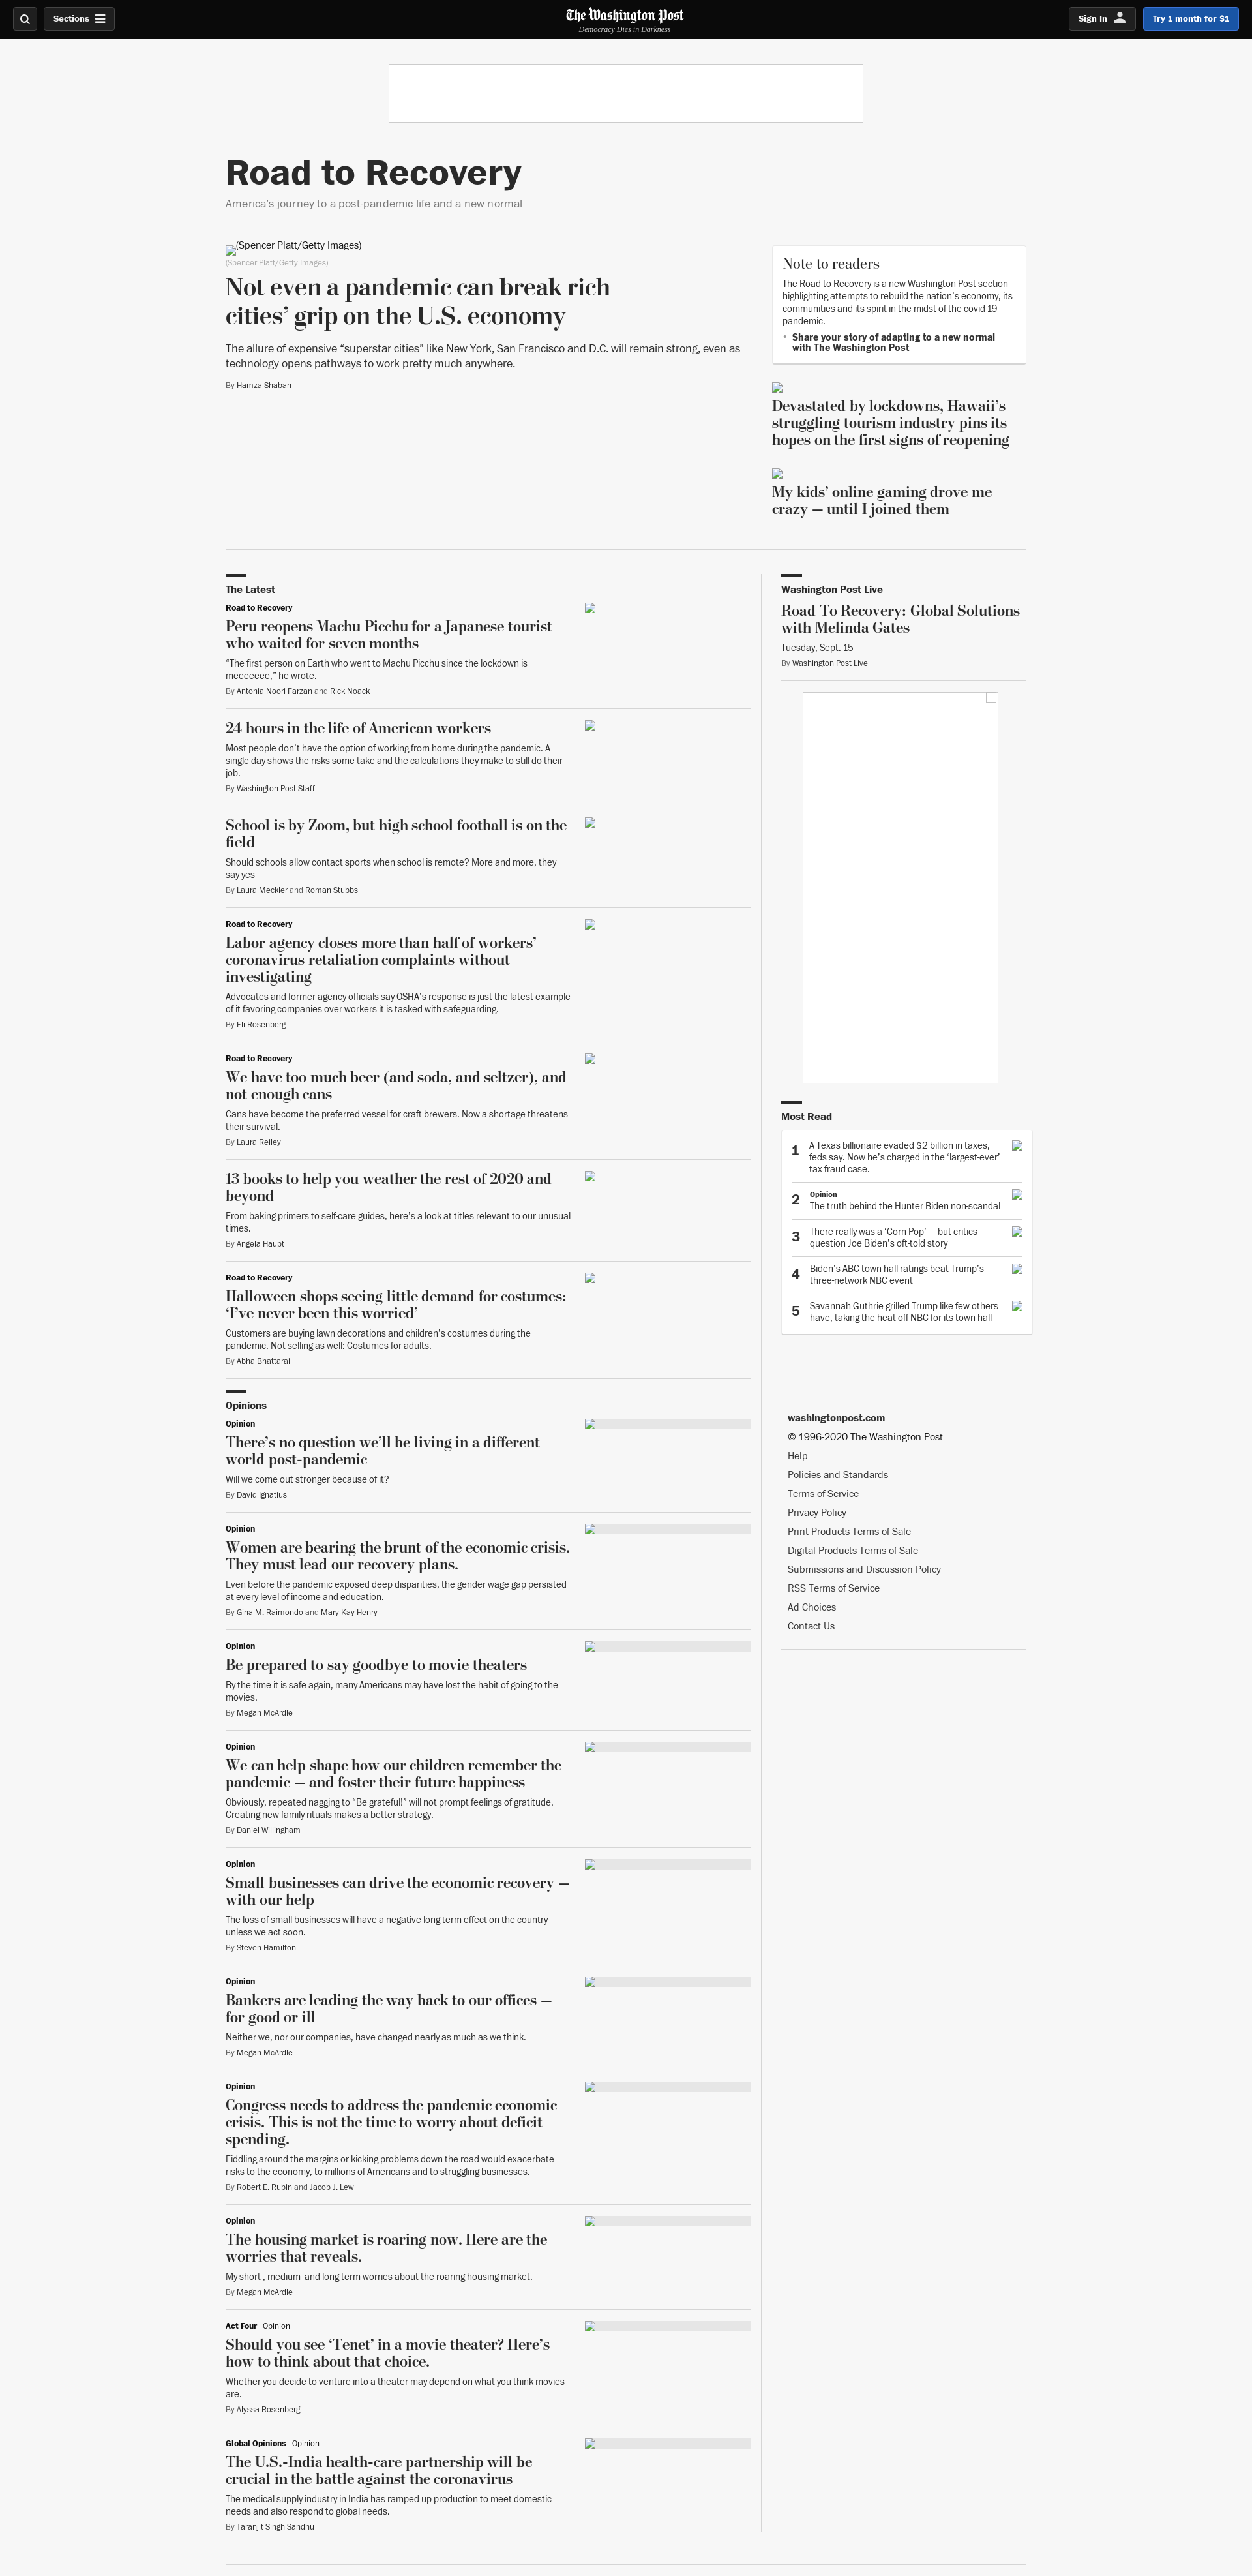 Sections
The Washington Post
Democracy Dies in Darkness
Sign In
Try 1 month for $1
Road to Recovery
America’s journey to a post-pandemic life and a new normal
(Spencer Platt/Getty Images)
(Spencer Platt/Getty Images)
Not even a pandemic can break rich
cities’ grip on the U.S. economy
The allure of expensive “superstar cities” like New York, San Francisco and D.C. will remain strong, even as
technology opens pathways to work pretty much anywhere.
By Hamza Shaban
Note to readers
The Road to Recovery is a new Washington Post section
highlighting attempts to rebuild the nation’s economy, its
communities and its spirit in the midst of the covid-19
pandemic.
Share your story of adapting to a new normal
with The Washington Post
Devastated by lockdowns, Hawaii’s
struggling tourism industry pins its
hopes on the first signs of reopening
My kids’ online gaming drove me
crazy — until I joined them
The Latest
Road to Recovery
Peru reopens Machu Picchu for a Japanese tourist
who waited for seven months
“The first person on Earth who went to Machu Picchu since the lockdown is
meeeeeee,” he wrote.
By Antonia Noori Farzan and Rick Noack
24 hours in the life of American workers
Most people don’t have the option of working from home during the pandemic. A
single day shows the risks some take and the calculations they make to still do their
job.
By Washington Post Staff
School is by Zoom, but high school football is on the
field
Should schools allow contact sports when school is remote? More and more, they
say yes
By Laura Meckler and Roman Stubbs
Road to Recovery
Labor agency closes more than half of workers’
coronavirus retaliation complaints without
investigating
Advocates and former agency officials say OSHA’s response is just the latest example
of it favoring companies over workers it is tasked with safeguarding.
By Eli Rosenberg
Road to Recovery
We have too much beer (and soda, and seltzer), and
not enough cans
Cans have become the preferred vessel for craft brewers. Now a shortage threatens
their survival.
By Laura Reiley
13 books to help you weather the rest of 2020 and
beyond
From baking primers to self-care guides, here’s a look at titles relevant to our unusual
times.
By Angela Haupt
Road to Recovery
Halloween shops seeing little demand for costumes:
‘I’ve never been this worried’
Customers are buying lawn decorations and children’s costumes during the
pandemic. Not selling as well: Costumes for adults.
By Abha Bhattarai
Opinions
Opinion
There’s no question we’ll be living in a different
world post-pandemic
Will we come out stronger because of it?
By David Ignatius
Opinion
Women are bearing the brunt of the economic crisis.
They must lead our recovery plans.
Even before the pandemic exposed deep disparities, the gender wage gap persisted
at every level of income and education.
By Gina M. Raimondo and Mary Kay Henry
Opinion
Be prepared to say goodbye to movie theaters
By the time it is safe again, many Americans may have lost the habit of going to the
movies.
By Megan McArdle
Opinion
We can help shape how our children remember the
pandemic — and foster their future happiness
Obviously, repeated nagging to “Be grateful!” will not prompt feelings of gratitude.
Creating new family rituals makes a better strategy.
By Daniel Willingham
Opinion
Small businesses can drive the economic recovery —
with our help
The loss of small businesses will have a negative long-term effect on the country
unless we act soon.
By Steven Hamilton
Opinion
Bankers are leading the way back to our offices —
for good or ill
Neither we, nor our companies, have changed nearly as much as we think.
By Megan McArdle
Opinion
Congress needs to address the pandemic economic
crisis. This is not the time to worry about deficit
spending.
Fiddling around the margins or kicking problems down the road would exacerbate
risks to the economy, to millions of Americans and to struggling businesses.
By Robert E. Rubin and Jacob J. Lew
Opinion
The housing market is roaring now. Here are the
worries that reveals.
My short-, medium- and long-term worries about the roaring housing market.
By Megan McArdle
Act Four Opinion
Should you see ‘Tenet’ in a movie theater? Here’s
how to think about that choice.
Whether you decide to venture into a theater may depend on what you think movies
are.
By Alyssa Rosenberg
Global Opinions Opinion
The U.S.-India health-care partnership will be
crucial in the battle against the coronavirus
The medical supply industry in India has ramped up production to meet domestic
needs and also respond to global needs.
By Taranjit Singh Sandhu
Washington Post Live
Road To Recovery: Global Solutions
with Melinda Gates
Tuesday, Sept. 15
By Washington Post Live
Most Read
1
A Texas billionaire evaded $2 billion in taxes,
feds say. Now he’s charged in the ‘largest-ever’
tax fraud case.
2
Opinion
The truth behind the Hunter Biden non-scandal
3
There really was a ‘Corn Pop’ — but critics
question Joe Biden’s oft-told story
4
Biden’s ABC town hall ratings beat Trump’s
three-network NBC event
5
Savannah Guthrie grilled Trump like few others
have, taking the heat off NBC for its town hall
washingtonpost.com
© 1996-2020 The Washington Post
Help
Policies and Standards
Terms of Service
Privacy Policy
Print Products Terms of Sale
Digital Products Terms of Sale
Submissions and Discussion Policy
RSS Terms of Service
Ad Choices
Contact Us